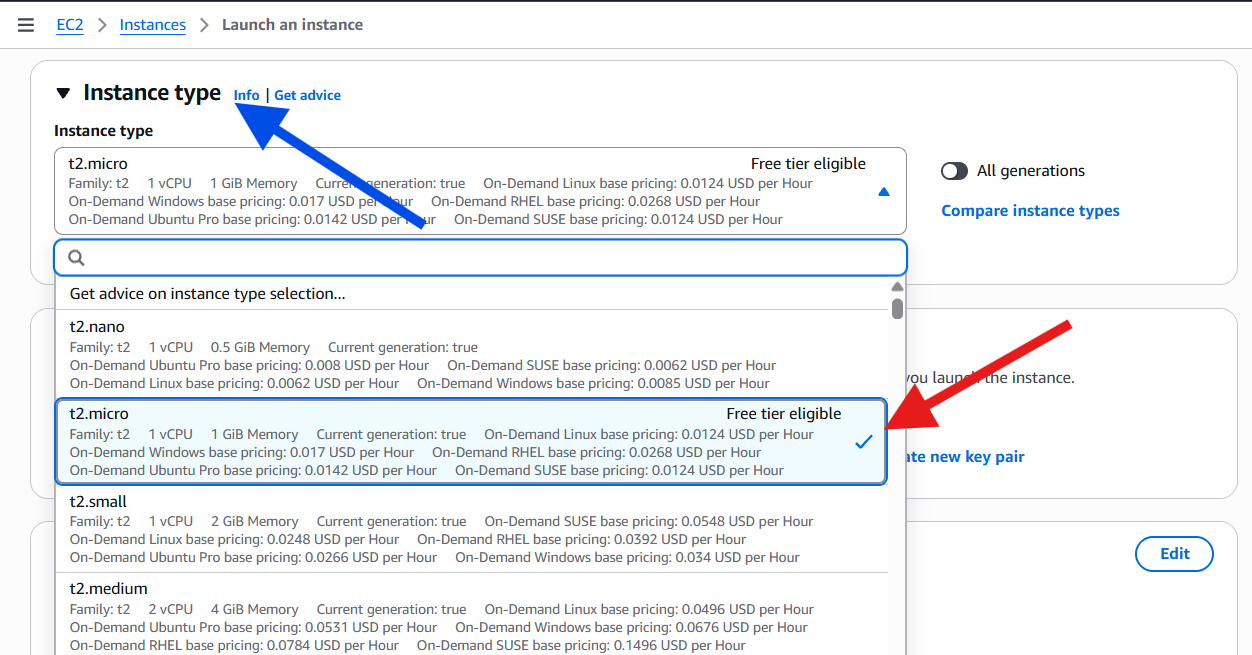 EC2 > Instances > Launch an instance
Instance type Info | Get advice
Instance type
t2.micro Free tier eligible
Family: t2 1 vCPU 1 GiB Memory Current generation: true On-Demand Linux base pricing: 0.0124 USD per Hour
On-Demand Windows base pricing: 0.017 USD per Hour On-Demand RHEL base pricing: 0.0268 USD per Hour
On-Demand Ubuntu Pro base pricing: 0.0142 USD per Hour On-Demand SUSE base pricing: 0.0124 USD per Hour
All generations
Compare instance types
Get advice on instance type selection...
t2.nano
Family: t2 1 vCPU 0.5 GiB Memory Current generation: true
On-Demand Ubuntu Pro base pricing: 0.008 USD per Hour On-Demand SUSE base pricing: 0.0062 USD per Hour
On-Demand Linux base pricing: 0.0062 USD per Hour On-Demand Windows base pricing: 0.0085 USD per Hour
you launch the instance.
t2.micro Free tier eligible
Family: t2 1 vCPU 1 GiB Memory Current generation: true On-Demand Linux base pricing: 0.0124 USD per Hour
On-Demand Windows base pricing: 0.017 USD per Hour On-Demand RHEL base pricing: 0.0268 USD per Hour
On-Demand Ubuntu Pro base pricing: 0.0142 USD per Hour On-Demand SUSE base pricing: 0.0124 USD per Hour
ate new key pair
t2.small
Family: t2 1 vCPU 2 GiB Memory Current generation: true On-Demand SUSE base pricing: 0.0548 USD per Hour
On-Demand Linux base pricing: 0.0248 USD per Hour On-Demand RHEL base pricing: 0.0392 USD per Hour
On-Demand Ubuntu Pro base pricing: 0.0266 USD per Hour On-Demand Windows base pricing: 0.034 USD per Hour
Edit
t2.medium
Family: t2 2 vCPU 4 GiB Memory Current generation: true On-Demand Linux base pricing: 0.0496 USD per Hour
On-Demand Ubuntu Pro base pricing: 0.0531 USD per Hour On-Demand Windows base pricing: 0.0676 USD per Hour
On-Demand RHEL base pricing: 0.0784 USD per Hour On-Demand SUSE base pricing: 0.1496 USD per Hour